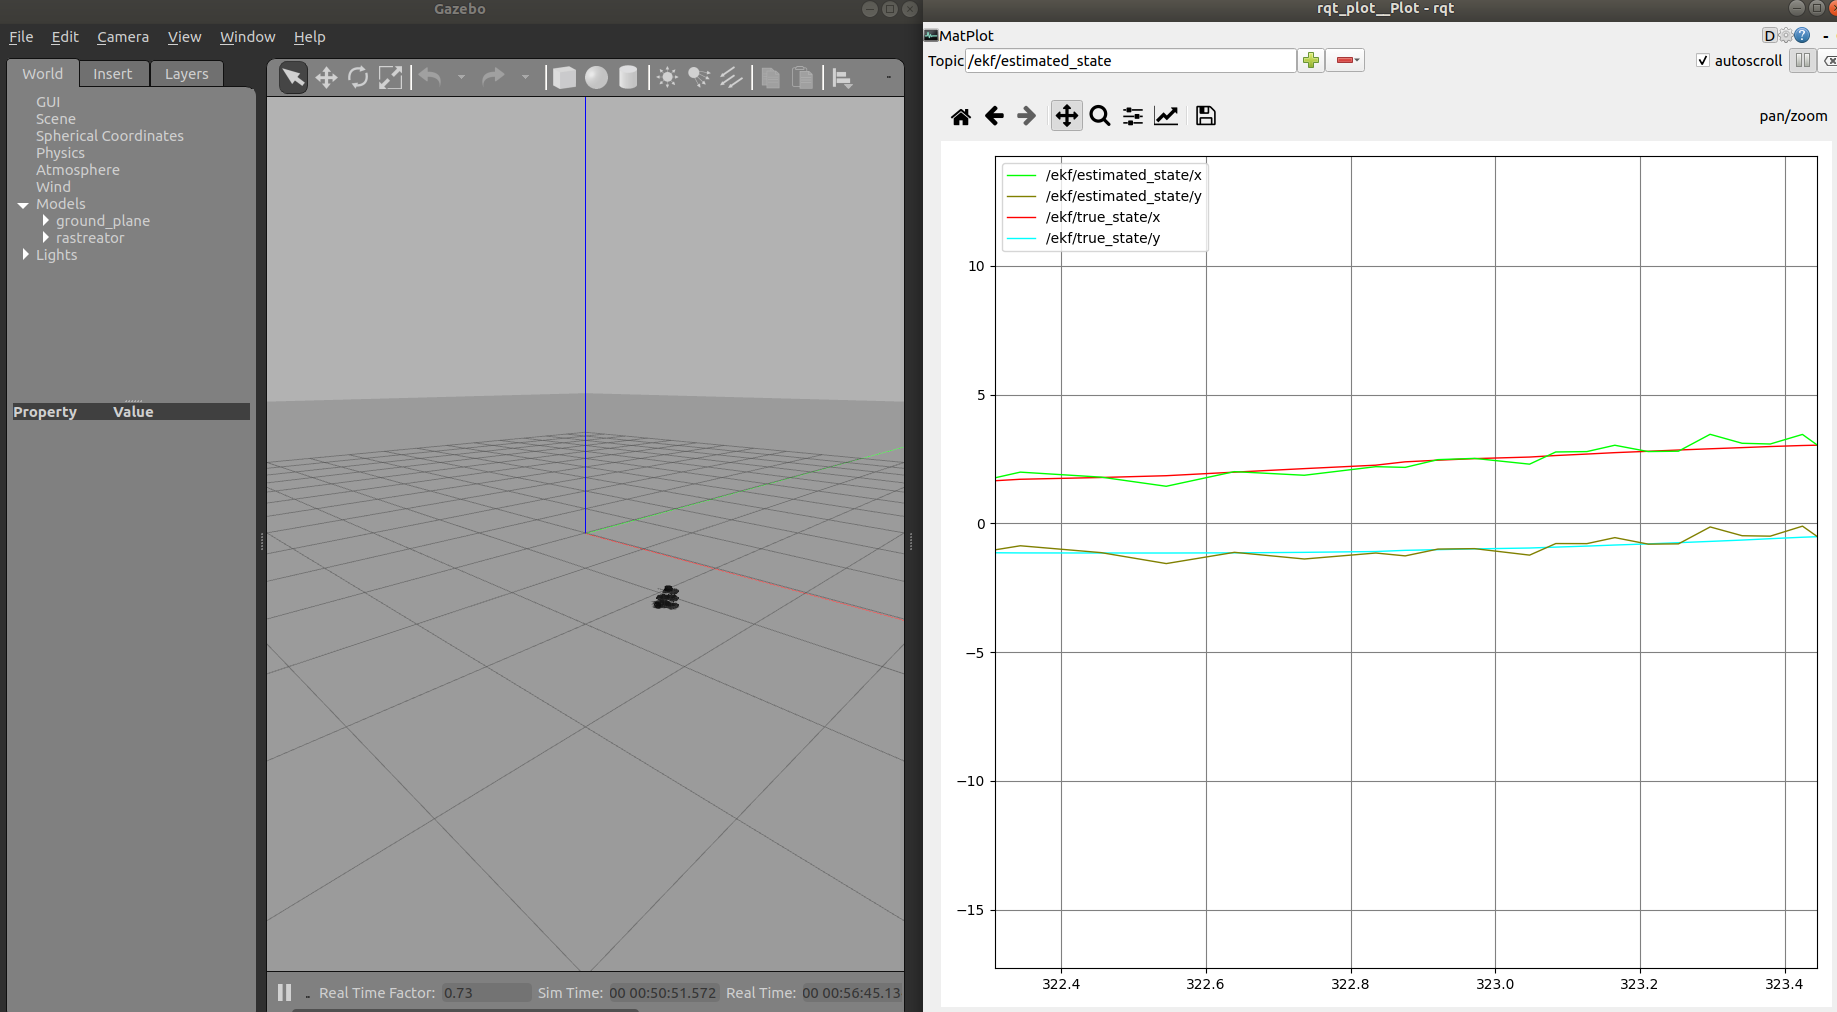 Gazebo
File Edit Camera View Window Help
World Insert Layers
GUI
Scene
Spherical Coordinates
Physics
Atmosphere
Wind
Models
ground_plane
rastreator
Lights
Property Value
Real Time Factor: 0.73 Sim Time: 00 00:50:51.572 Real Time: 00 00:56:45.13
rqt_plot__Plot - rqt
MatPlot
D ? -
Topic /ekf/estimated_state
autoscroll
pan/zoom
/ekf/estimated_state/x
/ekf/estimated_state/y
/ekf/true_state/x
/ekf/true_state/y
10
5
0
−5
−10
−15
322.4 322.6 322.8 323.0 323.2 323.4